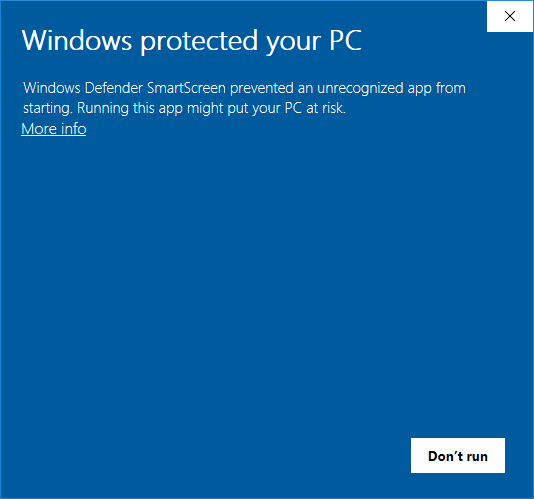 Windows protected your PC
Windows Defender SmartScreen prevented an unrecognized app from
starting. Running this app might put your PC at risk.
More info
Don’t run